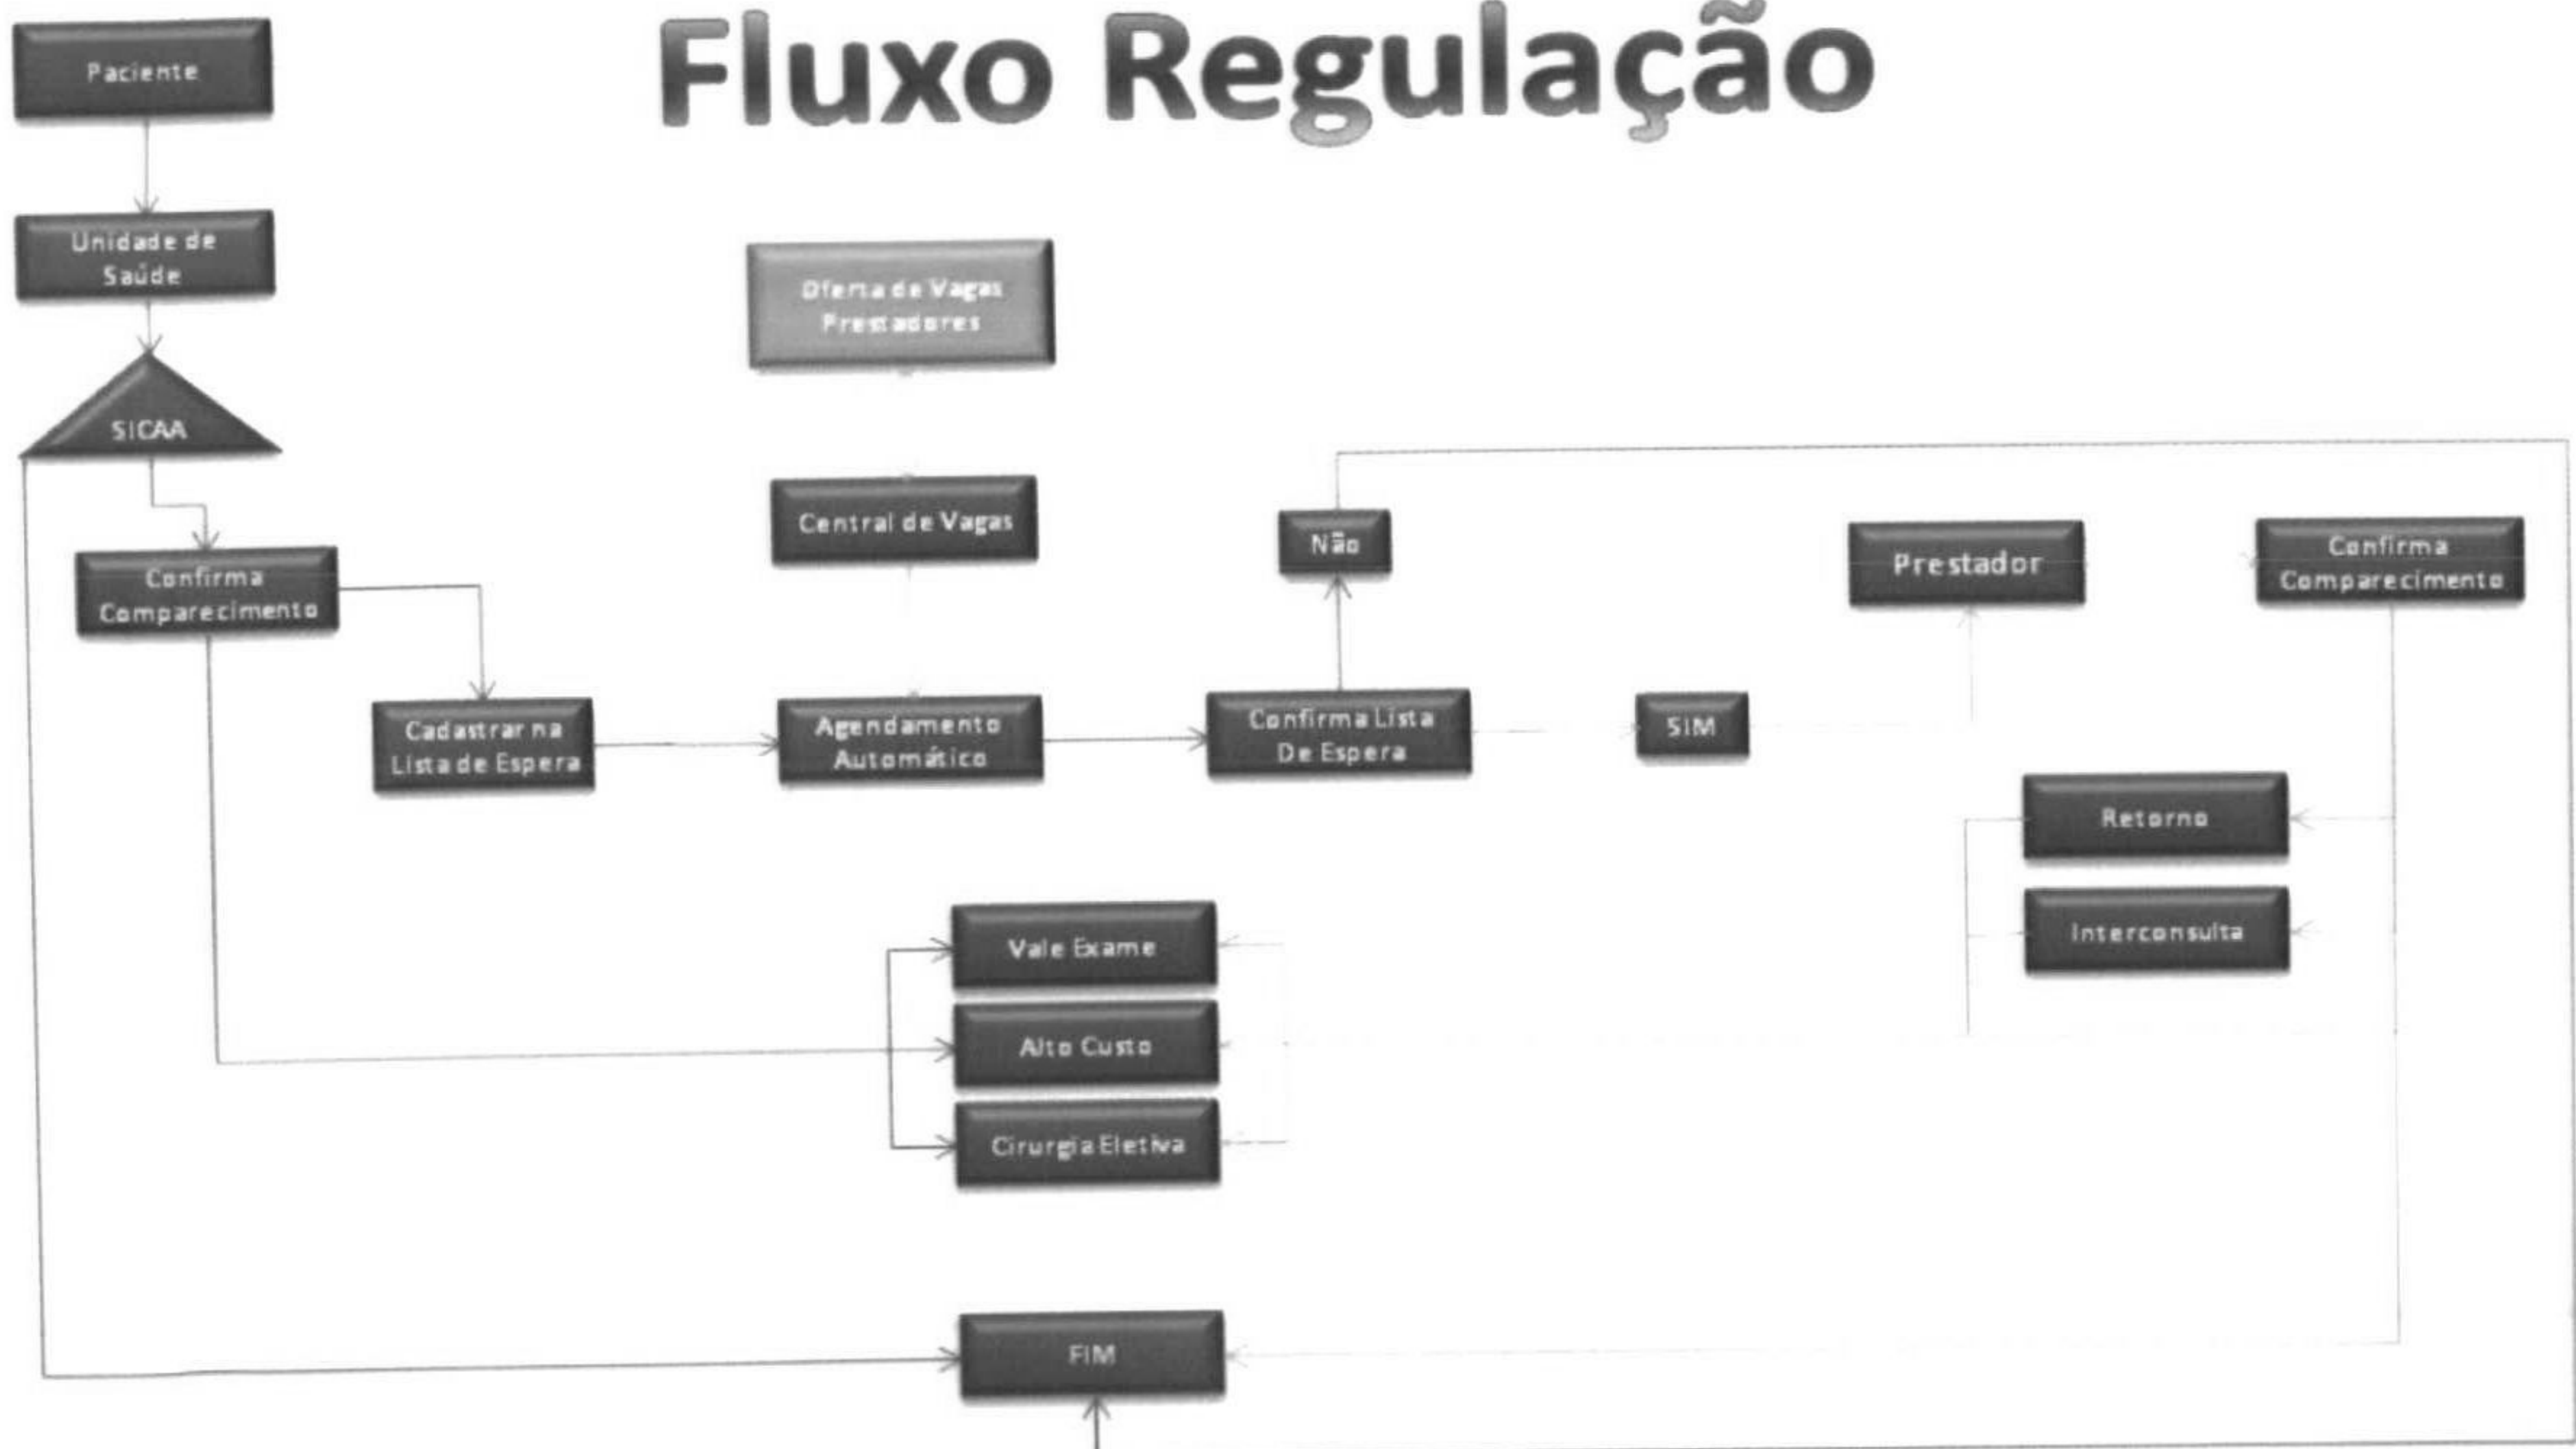 Fluxo Regulação
Paciente
Unidade de
Saúde
SICAA
Oferta de Vagas
Prestadores
Central de Vagas
Não
Prestador
Confirma
Comparecimento
Confirma
Comparecimento
Cadastrar na
Lista de Espera
Agendamento
Automático
Confirma Lista
De Espera
SIM
Retorno
Interconsulta
Vale Exame
Alto Custo
Cirurgia Eletiva
FIM